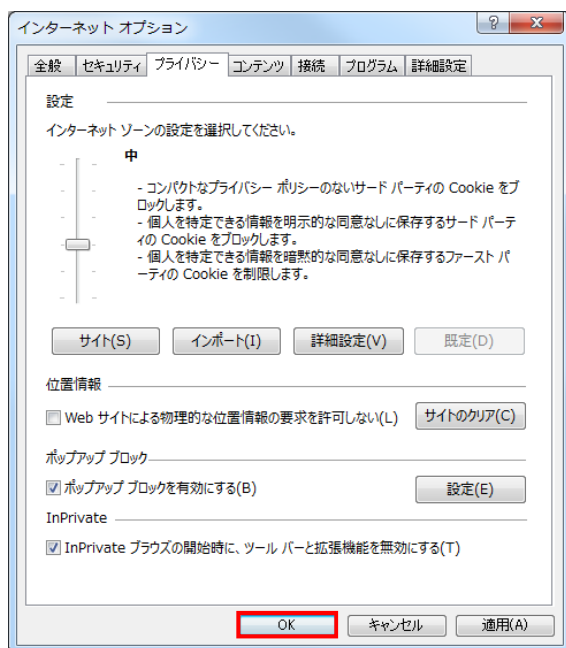 インターネット オプション
全般 セキュリティ プライバシー コンテンツ 接続 プログラム 詳細設定
設定
インターネット ゾーンの設定を選択してください。
中
- コンパクトなプライバシー ポリシーのないサード パーティの Cookie をブ
ロックします。
- 個人を特定できる情報を明示的な同意なしに保存するサード パーテ
ィの Cookie をブロックします。
- 個人を特定できる情報を暗黙的な同意なしに保存するファースト パ
ーティの Cookie を制限します。
サイト(S) インポート(I) 詳細設定(V) 既定(D)
位置情報
Web サイトによる物理的な位置情報の要求を許可しない(L) サイトのクリア(C)
ポップアップ ブロック
ポップアップ ブロックを有効にする(B) 設定(E)
InPrivate
InPrivate ブラウズの開始時に、ツール バーと拡張機能を無効にする(T)
OK キャンセル 適用(A)